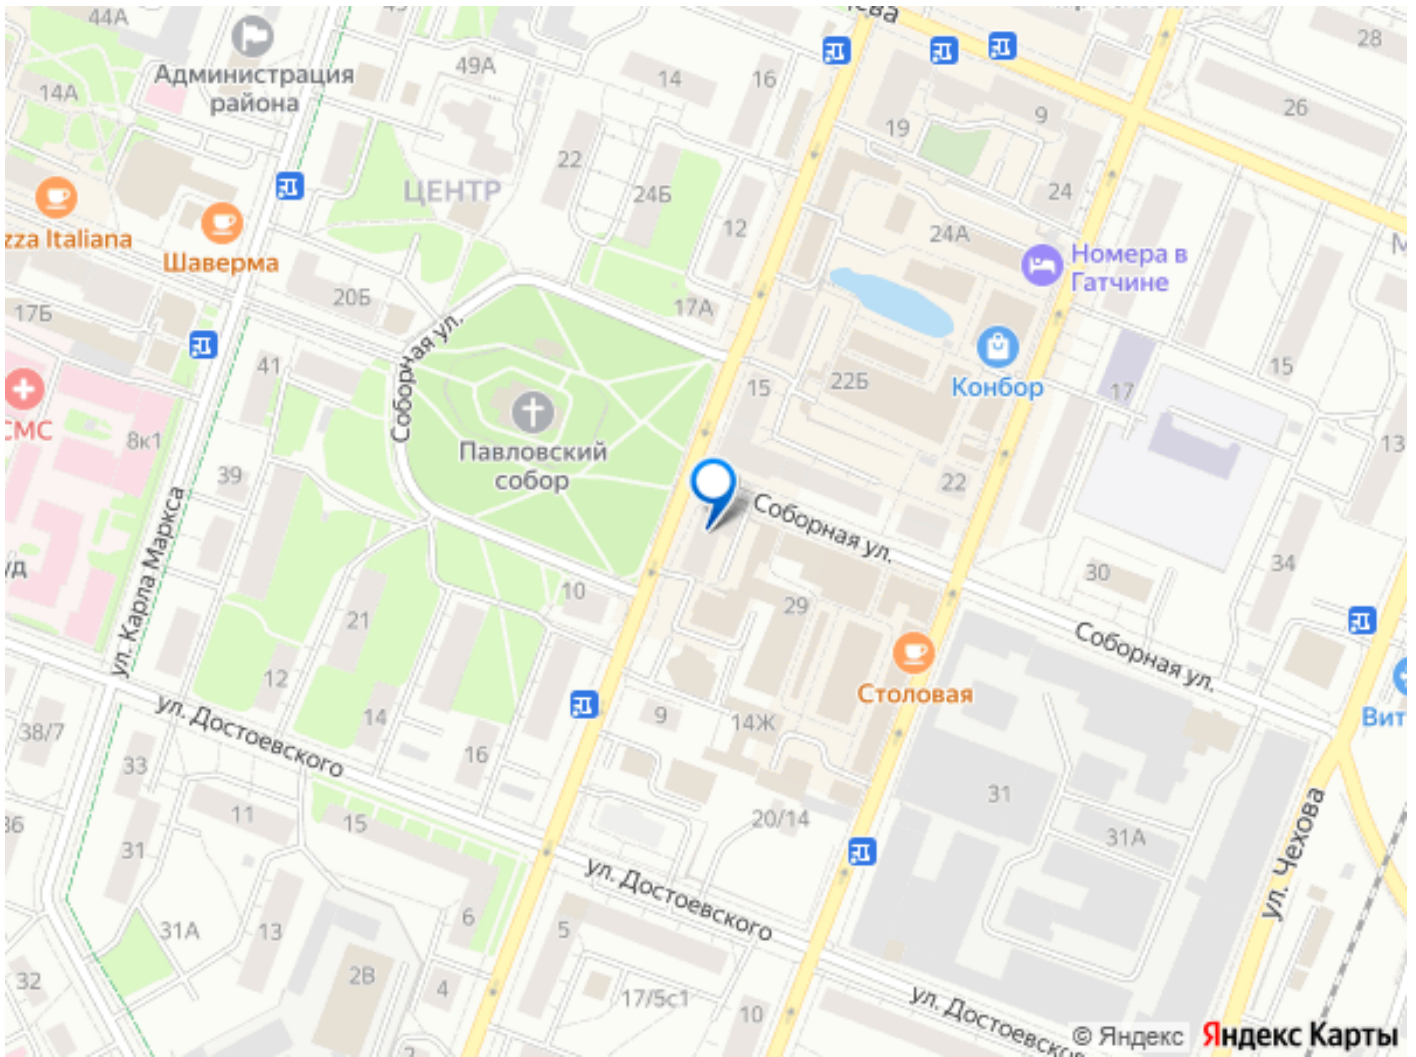 44А
49А
14
16
28
Администрация
района
14А
26
9
19
22
24Б
24
ЦЕНТР
12
24А
Номера в
Гатчине
zza Italiana
Шаверма
20Б
17А
17Б
Соборная ул.
41
15
22Б
Конбор
17
15
СМС
8к1
Павловский
собор
13
39
22
Соборная ул.
ул. Карла Маркса
10
29
30
34
21
Соборная ул.
12
Столовая
14
9
14Ж
Вит
38/7
ул. Достоевского
16
33
11
15
20/14
31
31А
36
31
ул. Чехова
ул. Достоевского
31А
13
6
5
32
2В
4
17/5с1
10
ул. Достоевско
2
© Яндекс
Яндекс Карты